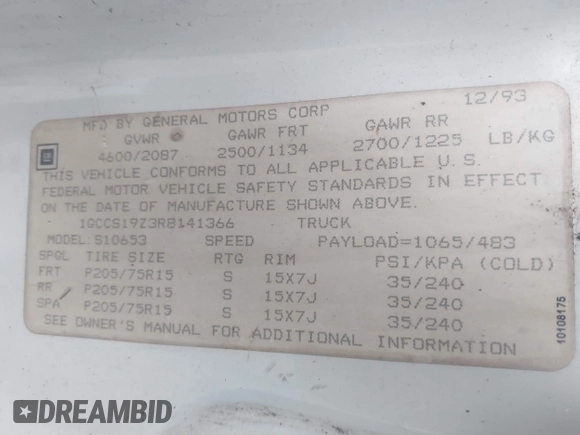 12/93
MFD BY GENERAL MOTORS CORP
GVWR GAWR FRT GAWR RR
4600/2087 2500/1134 2700/1225 LB/KG
GM
THIS VEHICLE CONFORMS TO ALL APPLICABLE U.S.
FEDERAL MOTOR VEHICLE SAFETY STANDARDS IN EFFECT
ON THE DATE OF MANUFACTURE SHOWN ABOVE.
1GCCS19Z3R8141366 TRUCK
MODEL: S10653 SPEED PAYLOAD=1065/483
SPGL TIRE SIZE RTG RIM PSI/KPA (COLD)
FRT P205/75R15 S 15X7J 35/240
RR P205/75R15 S 15X7J 35/240
SPA P205/75R15 S 15X7J 35/240
SEE OWNER'S MANUAL FOR ADDITIONAL INFORMATION
10108175
DREAMBID